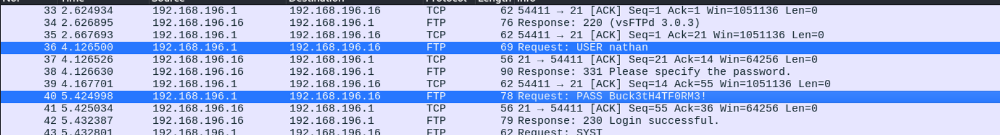 No. Time Source Destination Protocol Length Info
33 2.624934 192.168.196.1 192.168.196.16 TCP 62 54411 → 21 [ACK] Seq=1 Ack=1 Win=1051136 Len=0
34 2.626895 192.168.196.16 192.168.196.1 FTP 76 Response: 220 (vsFTPd 3.0.3)
35 2.667693 192.168.196.1 192.168.196.16 TCP 62 54411 → 21 [ACK] Seq=1 Ack=21 Win=1051136 Len=0
36 4.126500 192.168.196.1 192.168.196.16 FTP 69 Request: USER nathan
37 4.126526 192.168.196.16 192.168.196.1 TCP 56 21 → 54411 [ACK] Seq=21 Ack=14 Win=64256 Len=0
38 4.126630 192.168.196.16 192.168.196.1 FTP 90 Response: 331 Please specify the password.
39 4.167701 192.168.196.1 192.168.196.16 TCP 62 54411 → 21 [ACK] Seq=14 Ack=55 Win=1051136 Len=0
40 5.424998 192.168.196.1 192.168.196.16 FTP 78 Request: PASS Buck3tH4TF0RM3!
41 5.425034 192.168.196.16 192.168.196.1 TCP 56 21 → 54411 [ACK] Seq=55 Ack=36 Win=64256 Len=0
42 5.432387 192.168.196.16 192.168.196.1 FTP 79 Response: 230 Login successful.
43 5.432801 192.168.196.1 192.168.196.16 FTP 62 Request: SYST